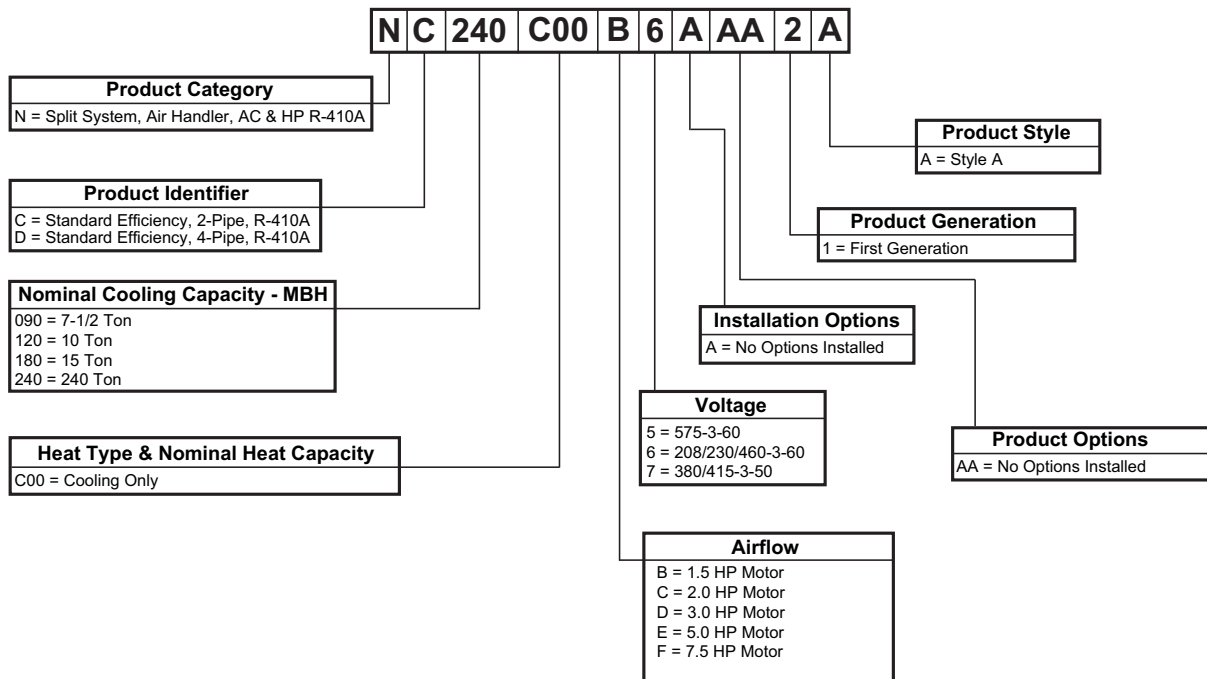 N C 240 C00 B 6 A AA 2 A
Product Category
N = Split System, Air Handler, AC & HP R-410A
Product Identifier
C = Standard Efficiency, 2-Pipe, R-410A
D = Standard Efficiency, 4-Pipe, R-410A
Nominal Cooling Capacity - MBH
090 = 7-1/2 Ton
120 = 10 Ton
180 = 15 Ton
240 = 240 Ton
Heat Type & Nominal Heat Capacity
C00 = Cooling Only
Airflow
B = 1.5 HP Motor
C = 2.0 HP Motor
D = 3.0 HP Motor
E = 5.0 HP Motor
F = 7.5 HP Motor
Voltage
5 = 575-3-60
6 = 208/230/460-3-60
7 = 380/415-3-50
Installation Options
A = No Options Installed
Product Options
AA = No Options Installed
Product Generation
1 = First Generation
Product Style
A = Style A